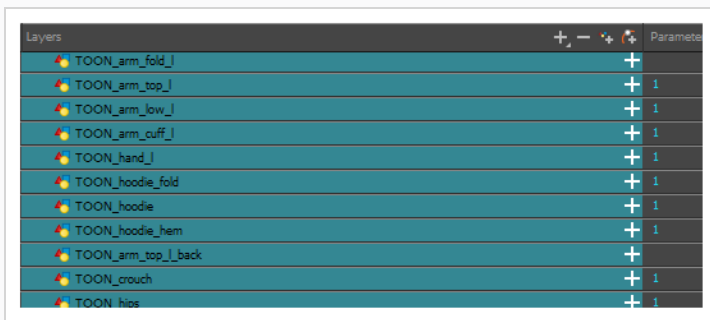 Layers Paramete
TOON_arm_fold_l
TOON_arm_top_l 1
TOON_arm_low_l 1
TOON_arm_cuff_l 1
TOON_hand_l 1
TOON_hoodie_fold 1
TOON_hoodie 1
TOON_hoodie_hem 1
TOON_arm_top_l_back
TOON_crouch 1
TOON_hips 1